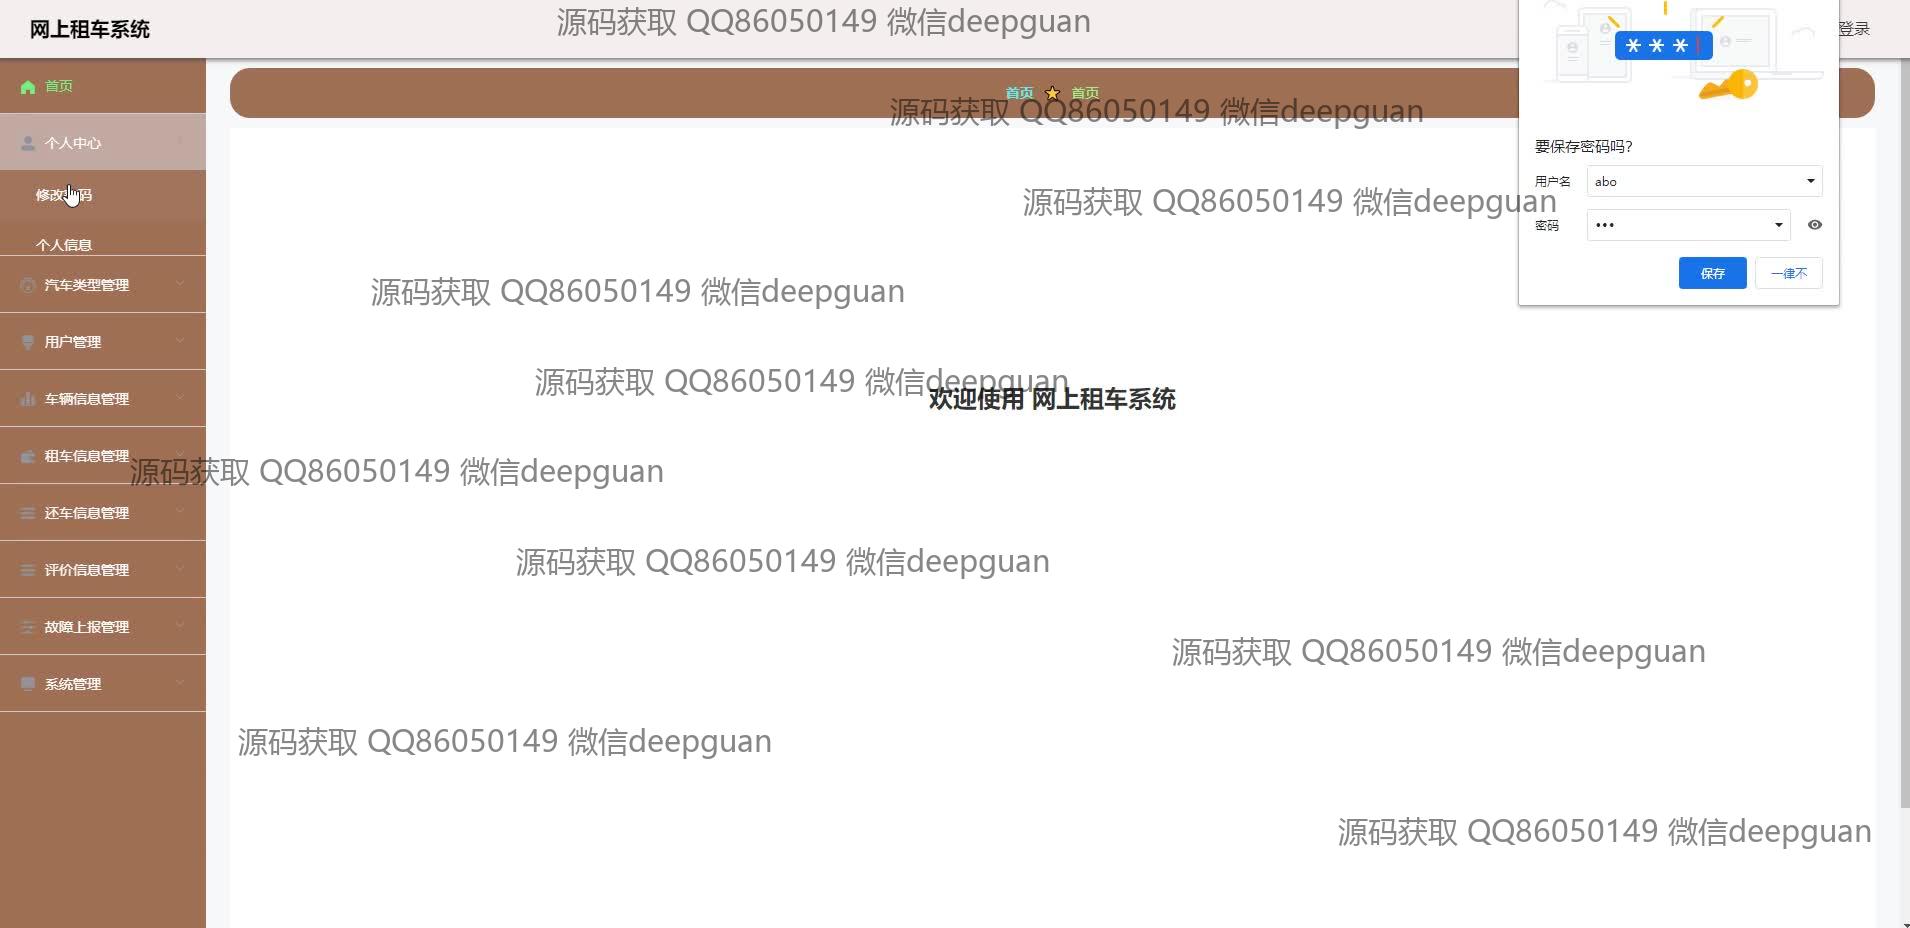 网上租车系统
源码获取 QQ86050149 微信deepguan
登录
首页
首页 首页
源码获取 QQ86050149 微信deepguan
个人中心
要保存密码吗?
用户名 abo
修改 码
源码获取 QQ86050149 微信deepguan
密码 •••
个人信息
保存 一律不
汽车类型管理
源码获取 QQ86050149 微信deepguan
用户管理
源码获取 QQ86050149 微信deepguan
欢迎使用 网上租车系统
车辆信息管理
租车信息管理
源码获取 QQ86050149 微信deepguan
还车信息管理
源码获取 QQ86050149 微信deepguan
评价信息管理
故障上报管理
源码获取 QQ86050149 微信deepguan
系统管理
源码获取 QQ86050149 微信deepguan
源码获取 QQ86050149 微信deepguan